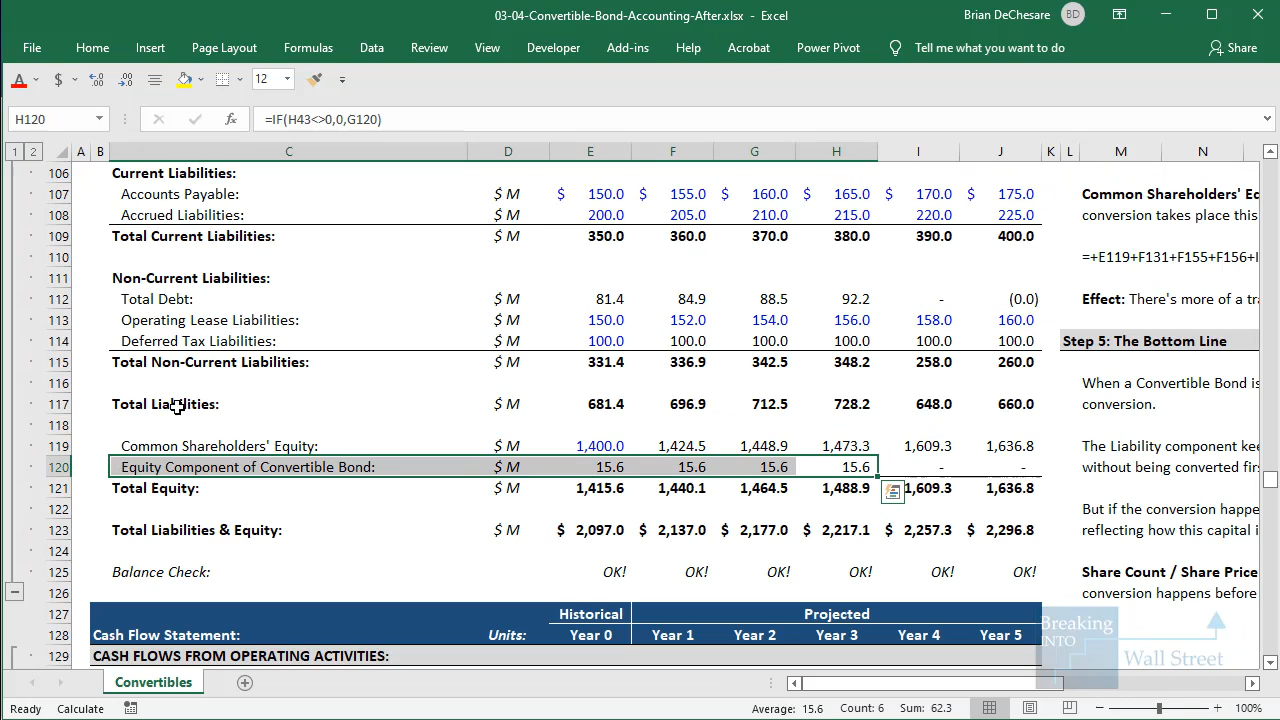 03-04-Convertible-Bond-Accounting-After.xlsx - Excel
Brian DeChesare BD
File Home Insert Page Layout Formulas Data Review View Developer Add-ins Help Acrobat Power Pivot Tell me what you want to do Share
A $ .00 12
H120 fx =IF(H43<>0,0,G120)
1 2 A B C D E F G H I J K L M N
106 Current Liabilities:
107 Accounts Payable: $ M $ 150.0 $ 155.0 $ 160.0 $ 165.0 $ 170.0 $ 175.0 Common Shareholders' Eq
108 Accrued Liabilities: $ M 200.0 205.0 210.0 215.0 220.0 225.0 conversion takes place this
109 Total Current Liabilities: $ M 350.0 360.0 370.0 380.0 390.0 400.0
110 =+E119+F131+F155+F156+I
111 Non-Current Liabilities:
112 Total Debt: $ M 81.4 84.9 88.5 92.2 - (0.0) Effect: There's more of a tra
113 Operating Lease Liabilities: $ M 150.0 152.0 154.0 156.0 158.0 160.0
114 Deferred Tax Liabilities: $ M 100.0 100.0 100.0 100.0 100.0 100.0 Step 5: The Bottom Line
115 Total Non-Current Liabilities: $ M 331.4 336.9 342.5 348.2 258.0 260.0
116 When a Convertible Bond is
117 Total Liabilities: $ M 681.4 696.9 712.5 728.2 648.0 660.0 conversion.
118
119 Common Shareholders' Equity: $ M 1,400.0 1,424.5 1,448.9 1,473.3 1,609.3 1,636.8 The Liability component kee
120 Equity Component of Convertible Bond: $ M 15.6 15.6 15.6 15.6 - - without being converted firs
121 Total Equity: $ M 1,415.6 1,440.1 1,464.5 1,488.9 1,609.3 1,636.8
122 But if the conversion happe
123 Total Liabilities & Equity: $ M $ 2,097.0 $ 2,137.0 $ 2,177.0 $ 2,217.1 $ 2,257.3 $ 2,296.8 reflecting how this capital i
124
125 Balance Check: OK! OK! OK! OK! OK! OK! Share Count / Share Price
126 conversion happens before
127 Historical Projected
128 Cash Flow Statement: Units: Year 0 Year 1 Year 2 Year 3 Year 4 Year 5
129 CASH FLOWS FROM OPERATING ACTIVITIES:
Breaking
INTO
Wall Street
Convertibles
Ready Calculate Average: 15.6 Count: 6 Sum: 62.3 100%